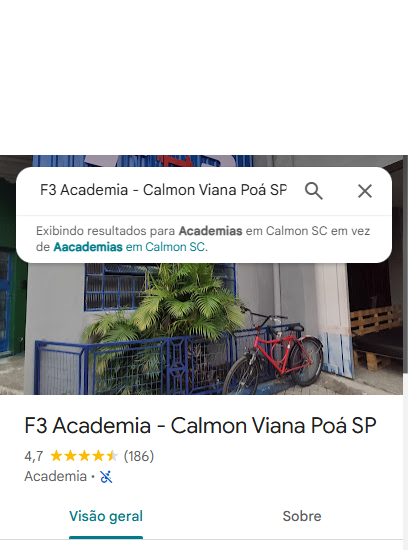 F3 Academia - Calmon Viana Poá SP
Exibindo resultados para Academias em Calmon SC em vez
de Aacademias em Calmon SC.
F3 Academia - Calmon Viana Poá SP
4,7 (186)
Academia •
Visão geral Sobre